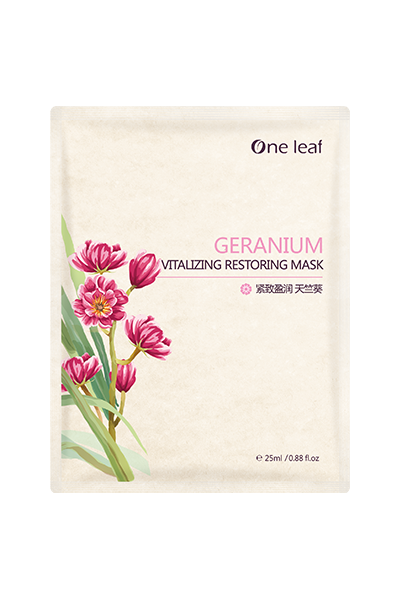 One leaf
GERANIUM
VITALIZING RESTORING MASK
紧致盈润 天竺葵
℮ 25ml /0.88 fl.oz